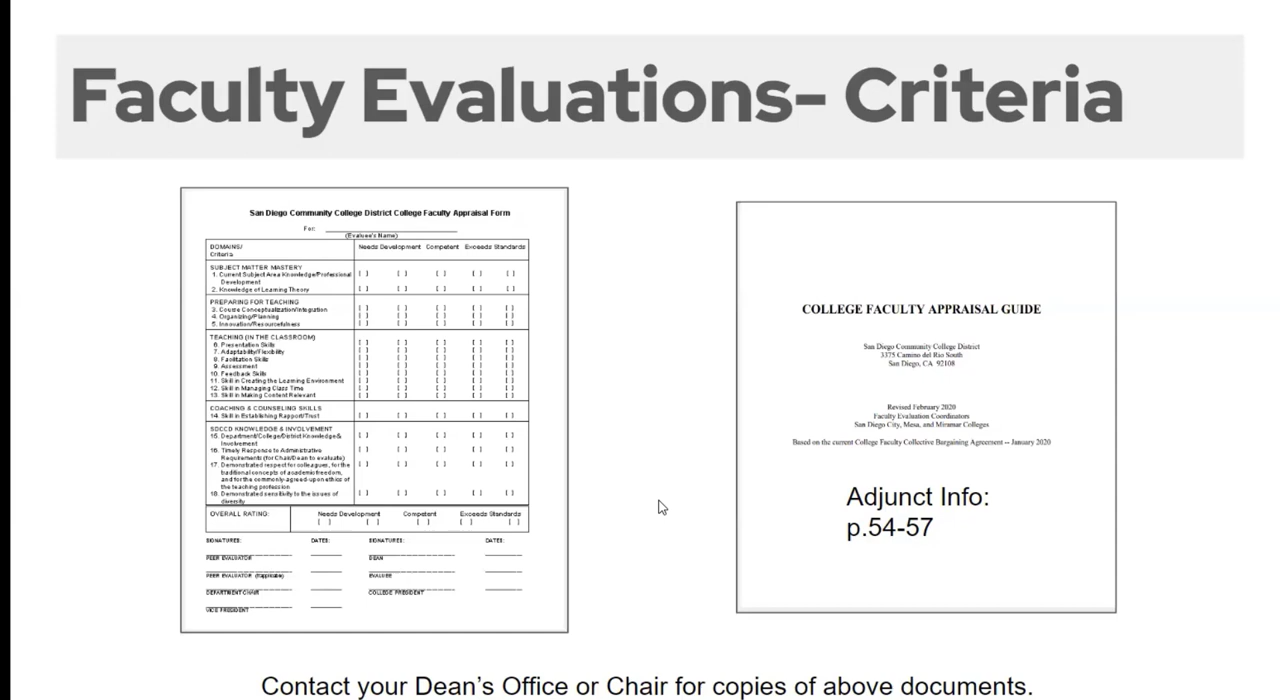 Faculty Evaluations- Criteria
San Diego Community College District College Faculty Appraisal Form
For:
(Evaluee's Name)
DOMAINS/
Criteria
Needs Development Competent Exceeds Standards
SUBJECT MATTER MASTERY
1. Current Subject Area Knowledge/Professional
Development
[ ] [ ] [ ] [ ] [ ]
2. Knowledge of Learning Theory [ ] [ ] [ ] [ ] [ ]
PREPARING FOR TEACHING
3. Course Conceptualization/Integration [ ] [ ] [ ] [ ] [ ]
4. Organizing/Planning [ ] [ ] [ ] [ ] [ ]
5. Innovation/Resourcefulness [ ] [ ] [ ] [ ] [ ]
TEACHING (IN THE CLASSROOM)
6. Presentation Skills [ ] [ ] [ ] [ ] [ ]
7. Adaptability/Flexibility [ ] [ ] [ ] [ ] [ ]
8. Facilitation Skills [ ] [ ] [ ] [ ] [ ]
9. Assessment [ ] [ ] [ ] [ ] [ ]
10. Feedback Skills [ ] [ ] [ ] [ ] [ ]
11. Skill in Creating the Learning Environment [ ] [ ] [ ] [ ] [ ]
12. Skill in Managing Class Time [ ] [ ] [ ] [ ] [ ]
13. Skill in Making Content Relevant [ ] [ ] [ ] [ ] [ ]
COACHING & COUNSELING SKILLS
14. Skill in Establishing Rapport/Trust [ ] [ ] [ ] [ ] [ ]
SDCCD KNOWLEDGE & INVOLVEMENT
15. Department/College/District Knowledge & [ ] [ ] [ ] [ ] [ ]
Involvement
16. Timely Response to Administrative [ ] [ ] [ ] [ ] [ ]
Requirements (for Chair/Dean to evaluate)
17. Demonstrated respect for colleagues, for the [ ] [ ] [ ] [ ] [ ]
traditional concepts of academic freedom,
and for the commonly-agreed-upon ethics of
the teaching profession
18. Demonstrated sensitivity to the issues of [ ] [ ] [ ] [ ] [ ]
diversity
OVERALL RATING: Needs Development Competent Exceeds Standards
[ ] [ ] [ ] [ ] [ ]
SIGNATURES: DATES: SIGNATURES: DATES:
PEER EVALUATOR DEAN
PEER EVALUATOR (If applicable) EVALUEE
DEPARTMENT CHAIR COLLEGE PRESIDENT
VICE PRESIDENT
COLLEGE FACULTY APPRAISAL GUIDE
San Diego Community College District
3375 Camino del Rio South
San Diego, CA 92108
Revised February 2020
Faculty Evaluation Coordinators
San Diego City, Mesa, and Miramar Colleges
Based on the current College Faculty Collective Bargaining Agreement -- January 2020
Adjunct Info:
p.54-57
Contact your Dean's Office or Chair for copies of above documents.